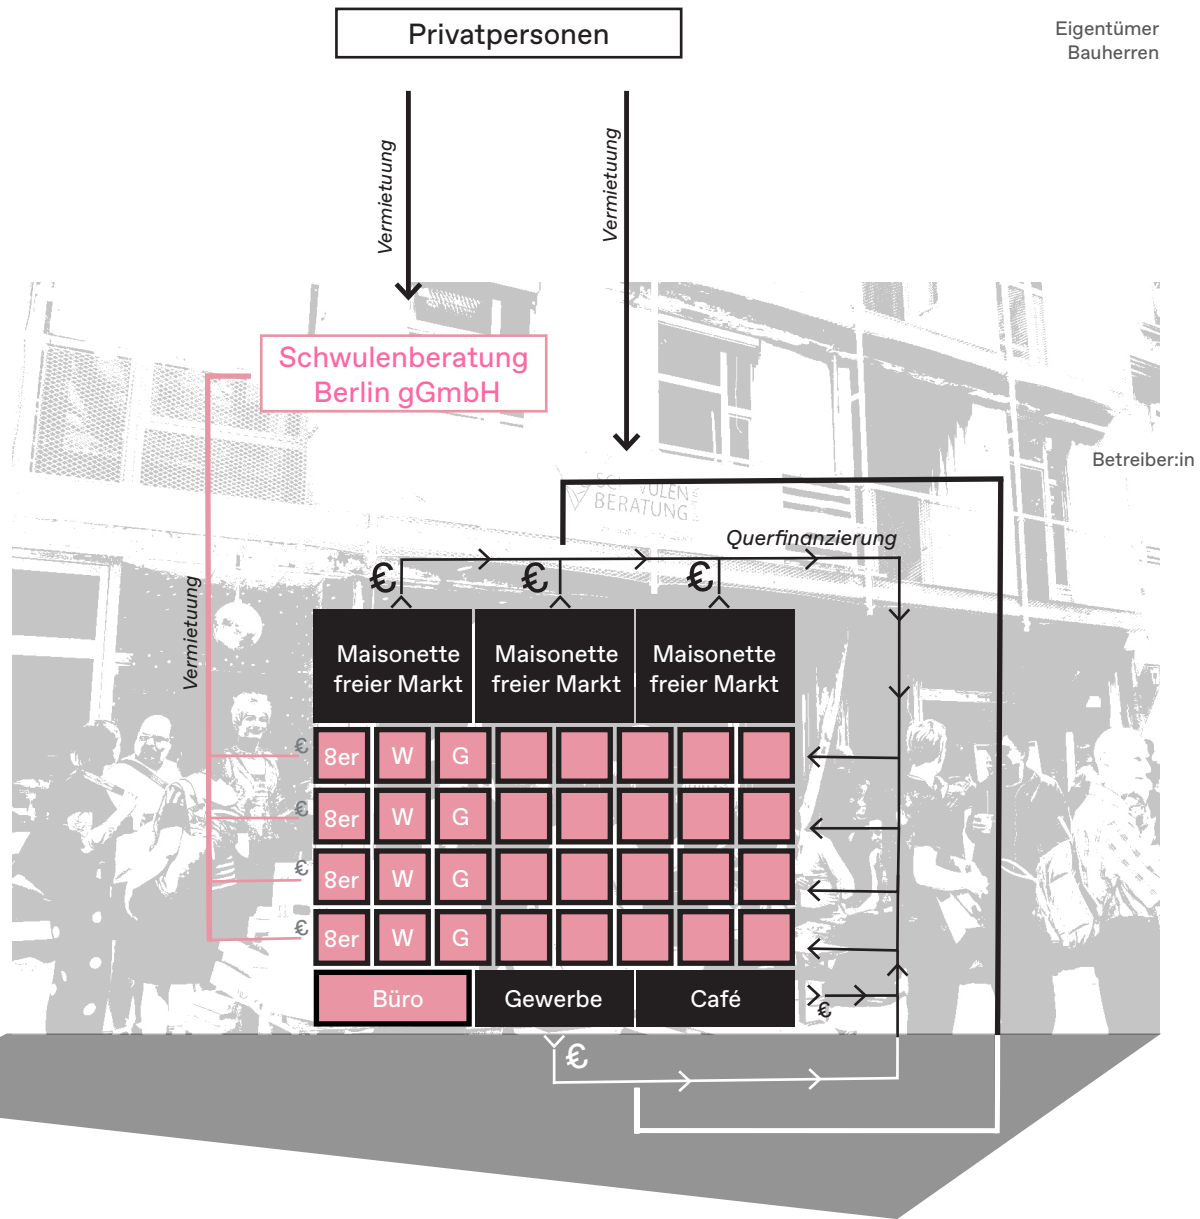 Privatpersonen
Eigentümer
Bauherren
Vermietuung
Vermietuung
Schwulenberatung
Berlin gGmbH
Betreiber:in
SCHWULEN
BERATUNG
Querfinanzierung
€ € €
Vermietuung
Maisonette
freier Markt
Maisonette
freier Markt
Maisonette
freier Markt
€ 8er W G
€ 8er W G
€ 8er W G
€ 8er W G
Büro Gewerbe Café
€
€